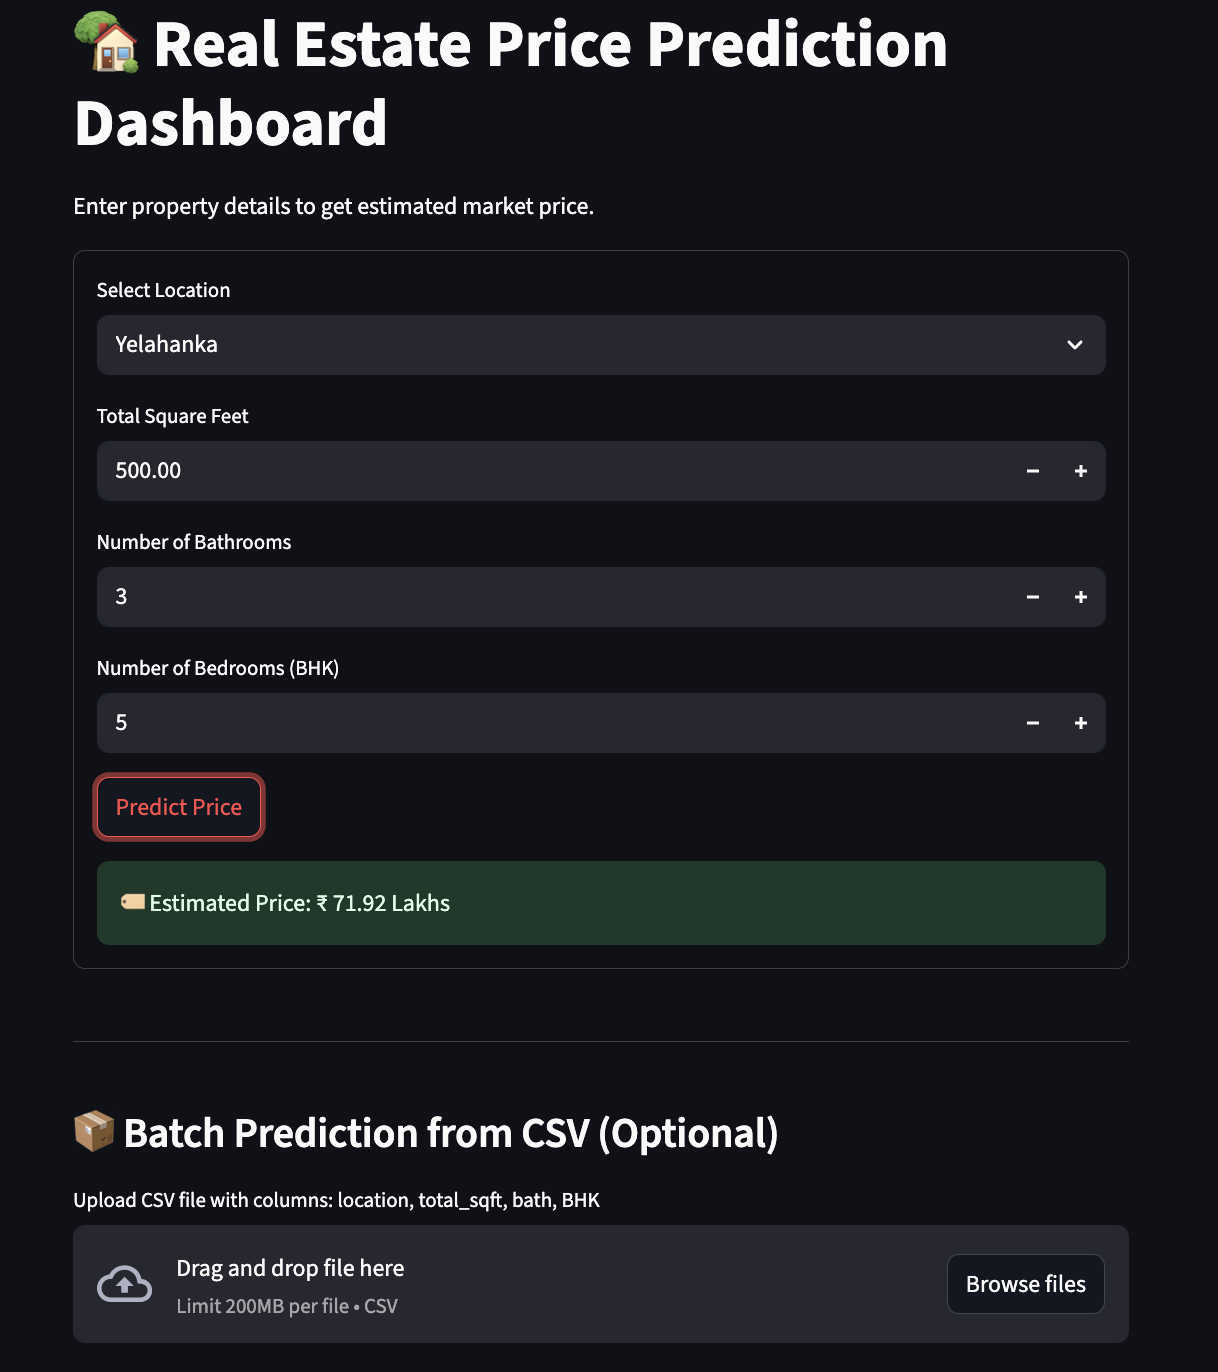 Real Estate Price Prediction
Dashboard
Enter property details to get estimated market price.
Select Location
Yelahanka
Total Square Feet
500.00
Number of Bathrooms
3
Number of Bedrooms (BHK)
5
Predict Price
Estimated Price: ₹ 71.92 Lakhs
Batch Prediction from CSV (Optional)
Upload CSV file with columns: location, total_sqft, bath, BHK
Drag and drop file here
Limit 200MB per file • CSV
Browse files